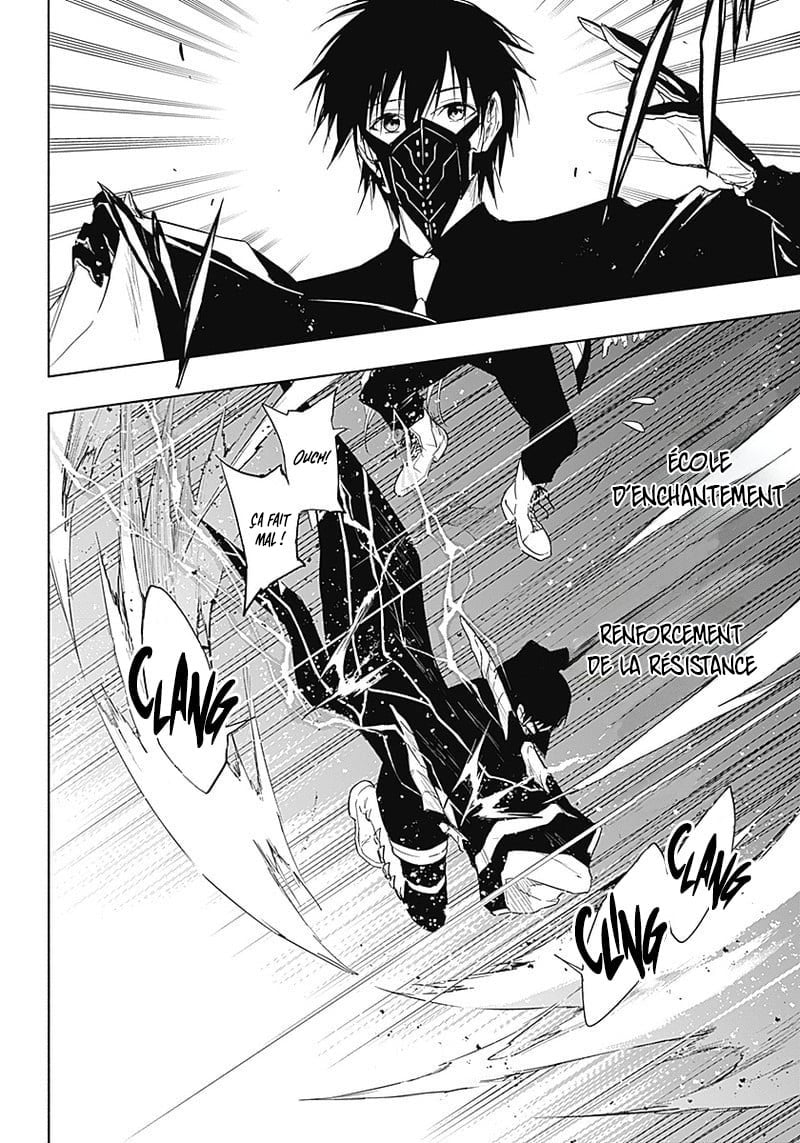 ÉCOLE
D'ENCHANTEMENT
OUCH!
ÇA FAIT
MAL !
RENFORCEMENT
DE LA RÉSISTANCE
CLANG
CLANG
CLING